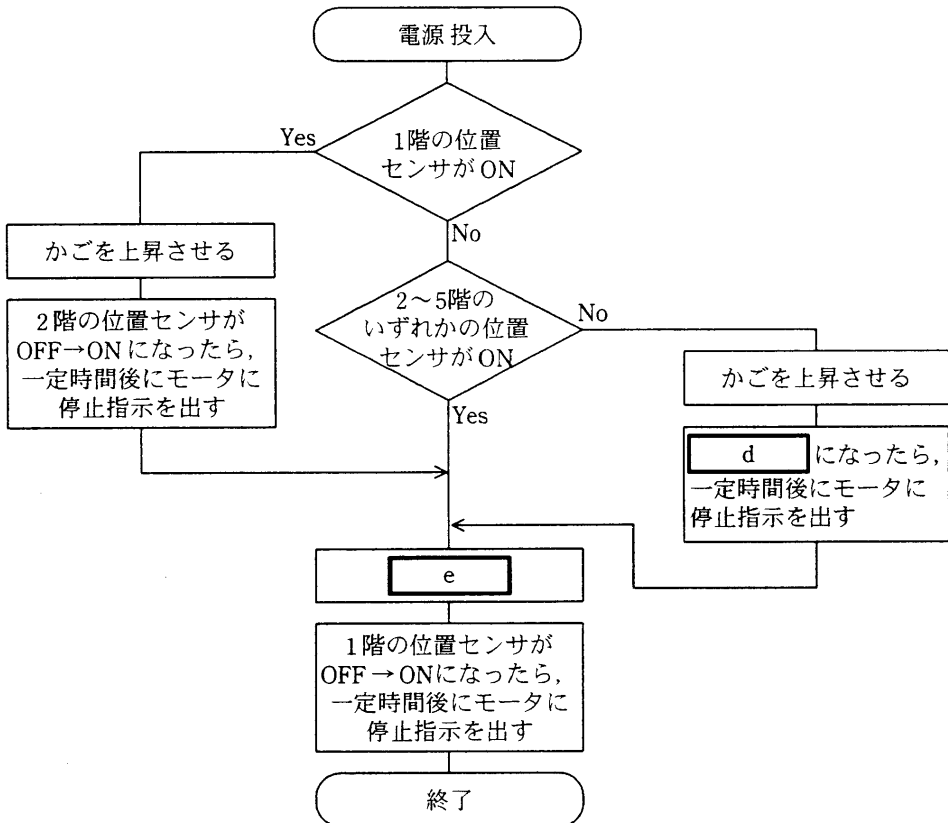 電源投入
1階の位置
センサがON
Yes
No
かごを上昇させる
2階の位置センサが
OFF→ONになったら,
一定時間後にモータに
停止指示を出す
2～5階の
いずれかの位置
センサがON
No
Yes
かごを上昇させる
d になったら,
一定時間後にモータに
停止指示を出す
e
1階の位置センサが
OFF→ONになったら,
一定時間後にモータに
停止指示を出す
終了